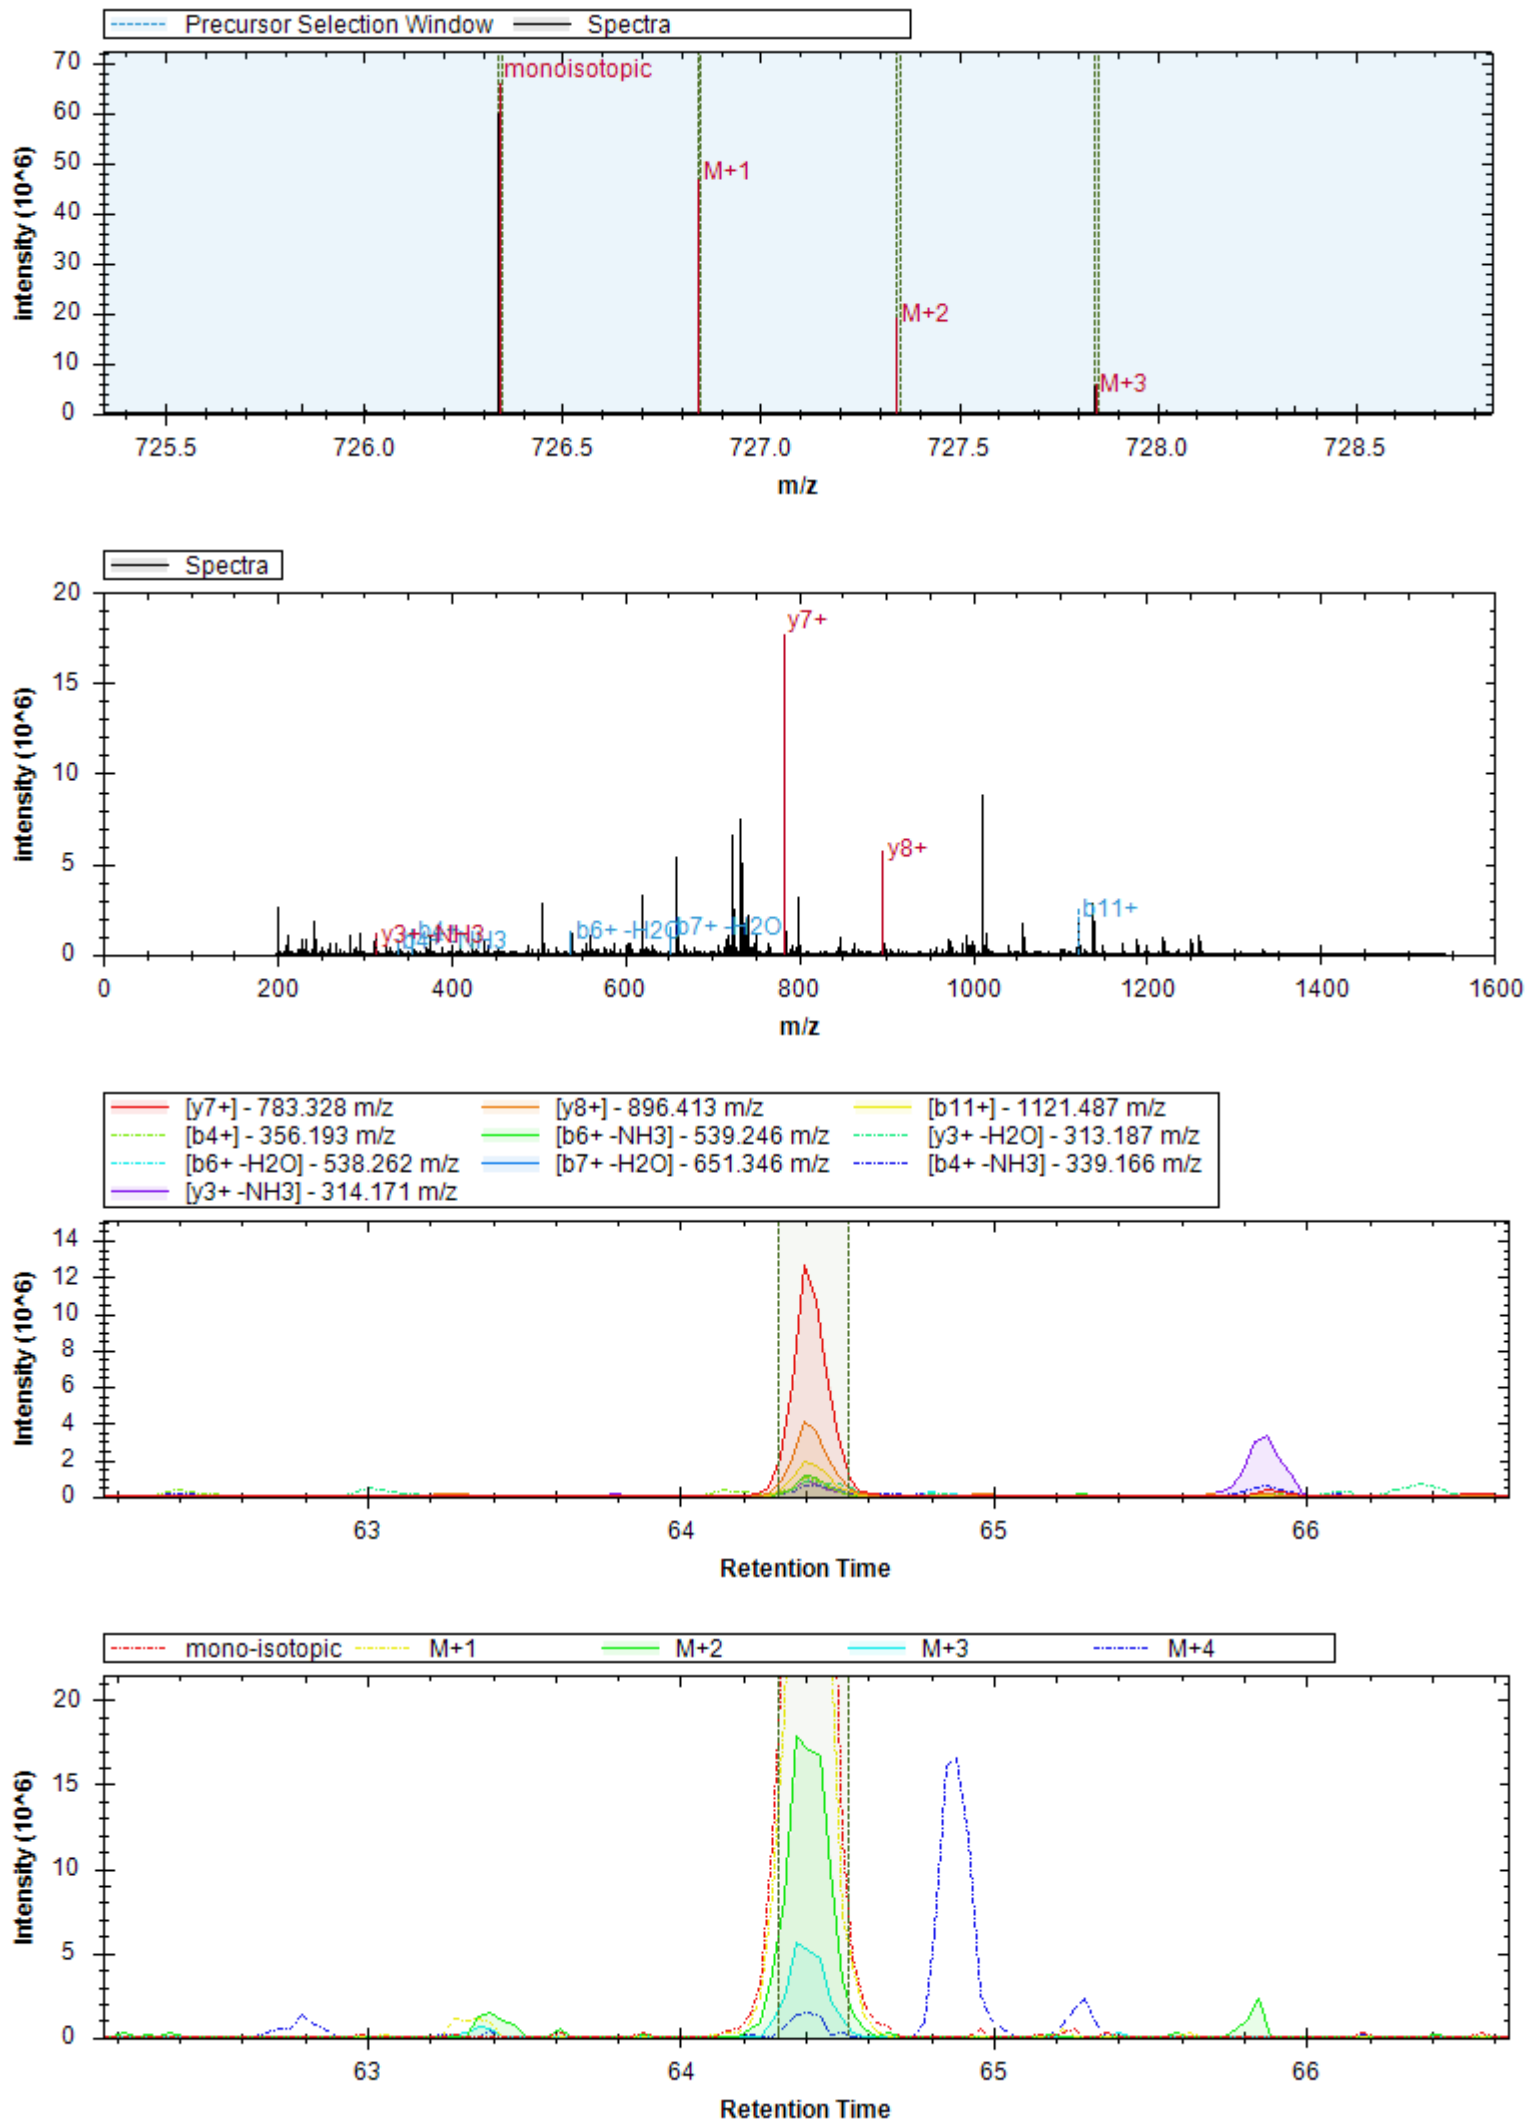 Precursor Selection Window Spectra
70
60
50
40
30
20
10
0
intensity (10^6)
monoisotopic
M+1
M+2
M+3
725.5 726.0 726.5 727.0 727.5 728.0 728.5
m/z
Spectra
20
15
10
5
0
intensity (10^6)
y7+
y8+
b11+
y3+ -NH3
b4+ -NH3
b6+ -H2O
b7+ -H2O
0 200 400 600 800 1000 1200 1400 1600
m/z
[y7+] - 783.328 m/z [y8+] - 896.413 m/z [b11+] - 1121.487 m/z
[b4+] - 356.193 m/z [b6+ -NH3] - 539.246 m/z [y3+ -H2O] - 313.187 m/z
[b6+ -H2O] - 538.262 m/z [b7+ -H2O] - 651.346 m/z [b4+ -NH3] - 339.166 m/z
[y3+ -NH3] - 314.171 m/z
14
12
10
8
6
4
2
0
Intensity (10^6)
63 64 65 66
Retention Time
mono-isotopic M+1 M+2 M+3 M+4
20
15
10
5
0
Intensity (10^6)
63 64 65 66
Retention Time